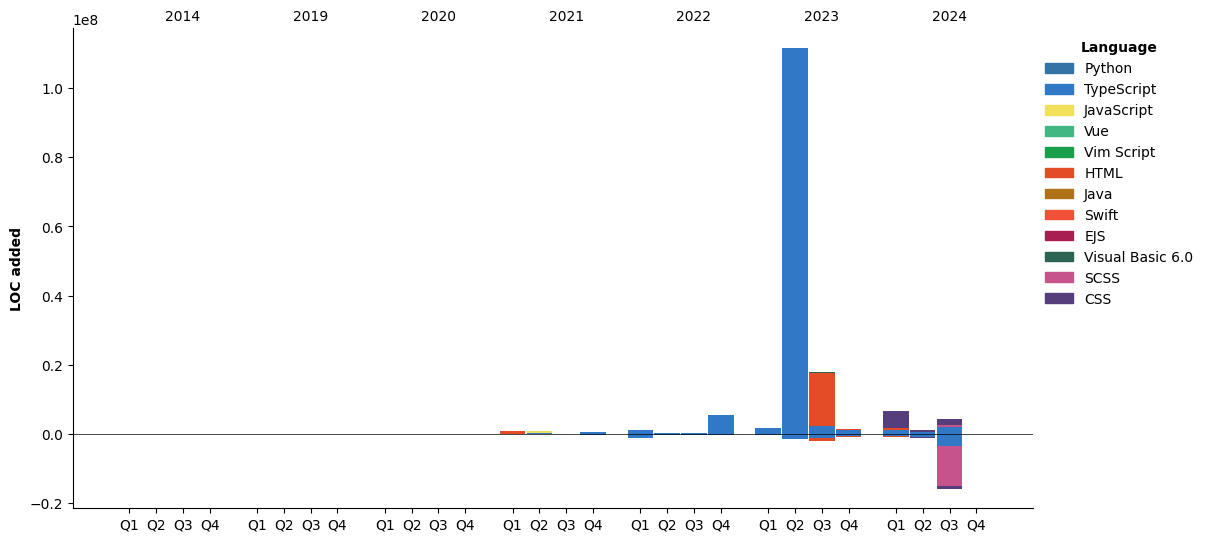 1e8
2014 2019 2020 2021 2022 2023 2024
Language
Python
TypeScript
JavaScript
Vue
Vim Script
HTML
Java
Swift
EJS
Visual Basic 6.0
SCSS
CSS
LOC added
1.0
0.8
0.6
0.4
0.2
0.0
−0.2
Q1 Q2 Q3 Q4 Q1 Q2 Q3 Q4 Q1 Q2 Q3 Q4 Q1 Q2 Q3 Q4 Q1 Q2 Q3 Q4 Q1 Q2 Q3 Q4 Q1 Q2 Q3 Q4